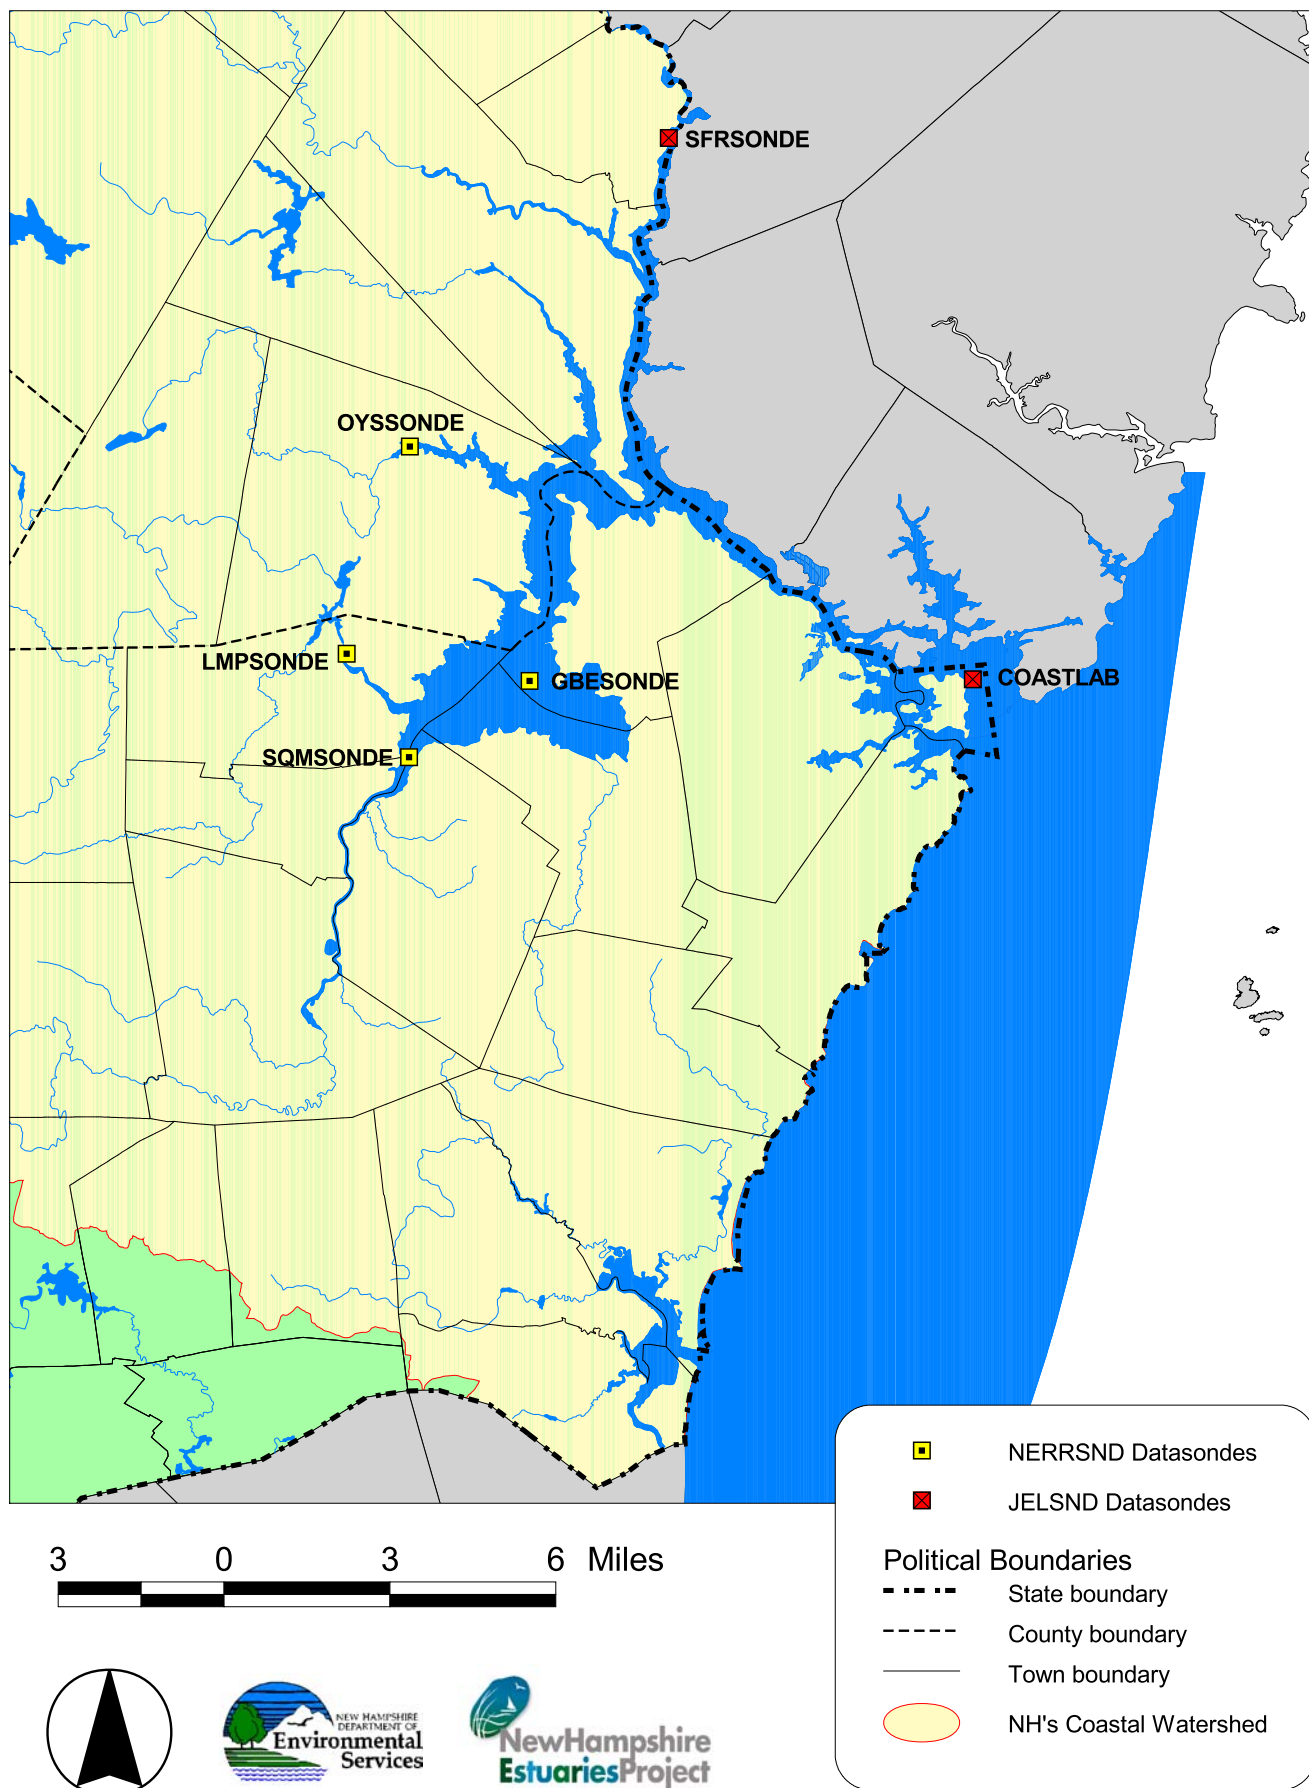 SFRSONDE
OYSSONDE
LMPSONDE
GBESONDE
COASTLAB
SQMSONDE
NERRSND Datasondes
JELSND Datasondes
Political Boundaries
State boundary
County boundary
Town boundary
NH's Coastal Watershed
3 0 3 6 Miles
NEW HAMPSHIRE
DEPARTMENT OF
Environmental
Services
NewHampshire
EstuariesProject